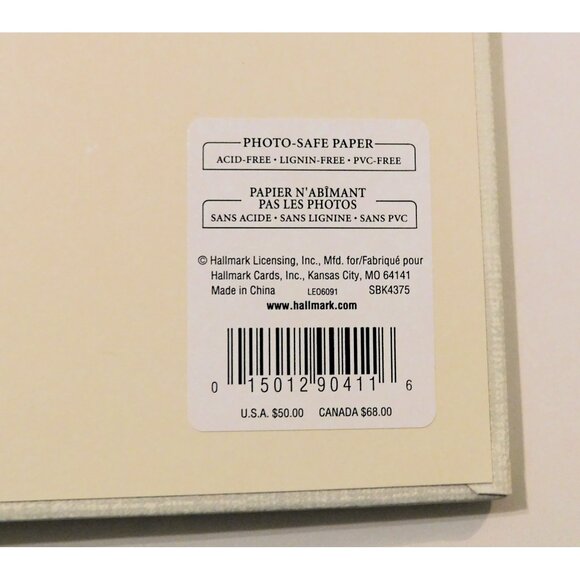 PHOTO-SAFE PAPER
ACID-FREE • LIGNIN-FREE • PVC-FREE
PAPIER N'ABÎMANT
PAS LES PHOTOS
SANS ACIDE • SANS LIGNINE • SANS PVC
© Hallmark Licensing, Inc., Mfd. for/Fabriqué pour
Hallmark Cards, Inc., Kansas City, MO 64141
Made in China LEO6091 SBK4375
www.hallmark.com
0 15012 90411 6
U.S.A. $50.00 CANADA $68.00